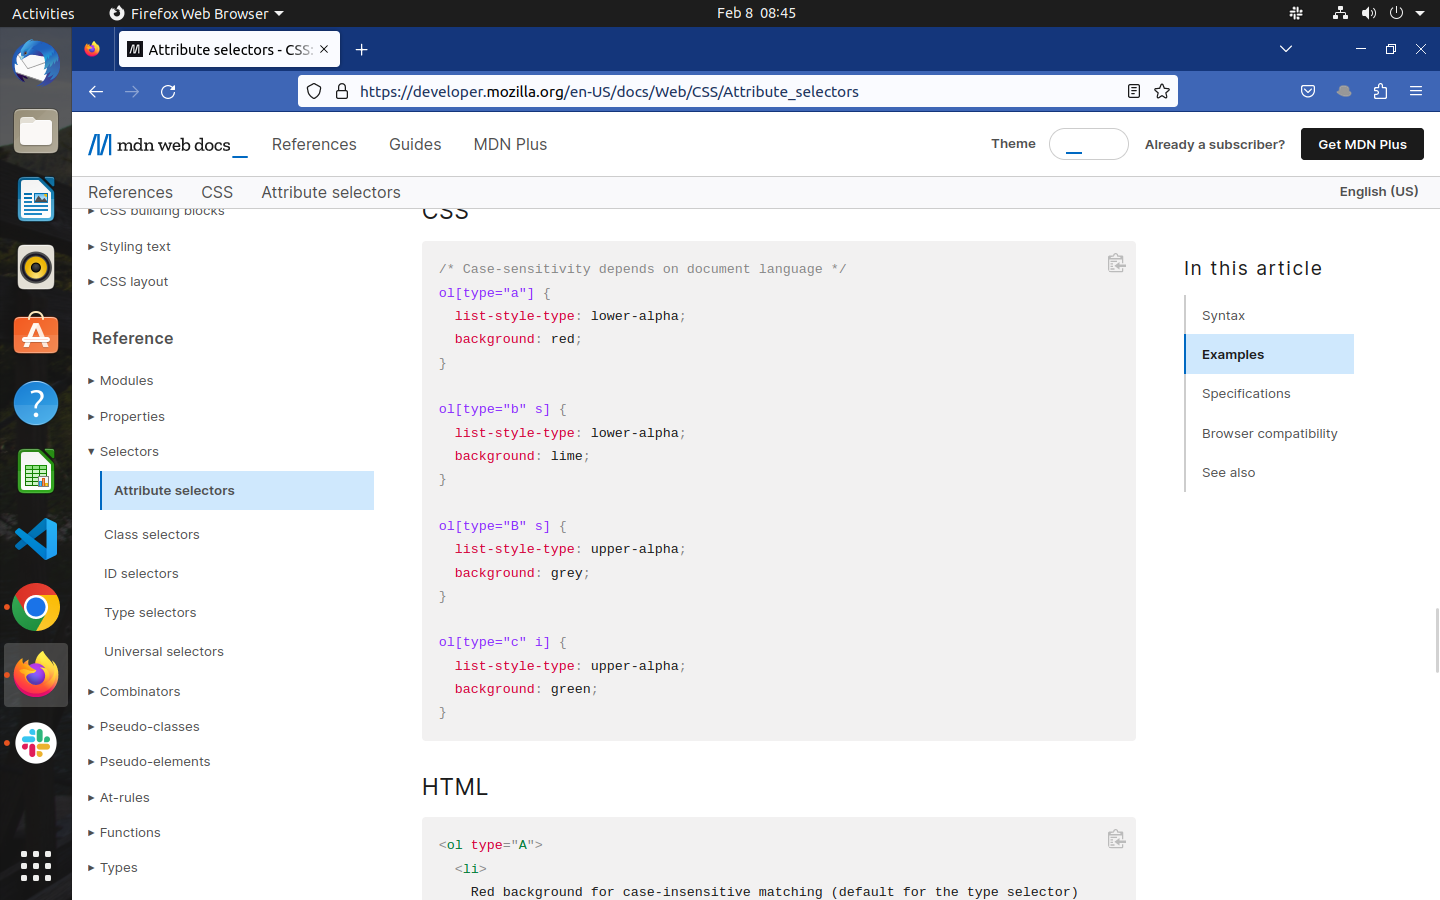 Activities
Firefox Web Browser
Feb 8 08:45
Attribute selectors - CSS:
https://developer.mozilla.org/en-US/docs/Web/CSS/Attribute_selectors
mdn web docs_
References
Guides
MDN Plus
Theme
Already a subscriber?
Get MDN Plus
References
CSS
Attribute selectors
English (US)
CSS building blocks
Styling text
CSS layout
Reference
Modules
Properties
Selectors
Attribute selectors
Class selectors
ID selectors
Type selectors
Universal selectors
Combinators
Pseudo-classes
Pseudo-elements
At-rules
Functions
Types
CSS
/* Case-sensitivity depends on document language */
ol[type="a"] {
  list-style-type: lower-alpha;
  background: red;
}
ol[type="b" s] {
  list-style-type: lower-alpha;
  background: lime;
}
ol[type="B" s] {
  list-style-type: upper-alpha;
  background: grey;
}
ol[type="c" i] {
  list-style-type: upper-alpha;
  background: green;
}
HTML
<ol type="A">
  <li>
    Red background for case-insensitive matching (default for the type selector)
In this article
Syntax
Examples
Specifications
Browser compatibility
See also